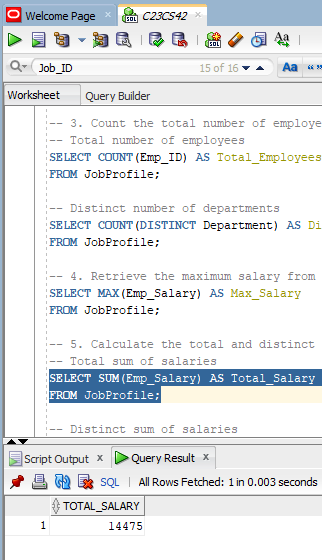 Welcome Page
C23CS42
SQL
Job_ID
15 of 16
Aa
Worksheet
Query Builder
-- 3. Count the total number of employe
-- Total number of employees
SELECT COUNT(Emp_ID) AS Total_Employees
FROM JobProfile;
-- Distinct number of departments
SELECT COUNT(DISTINCT Department) AS Di
FROM JobProfile;
-- 4. Retrieve the maximum salary from
SELECT MAX(Emp_Salary) AS Max_Salary
FROM JobProfile;
-- 5. Calculate the total and distinct
-- Total sum of salaries
SELECT SUM(Emp_Salary) AS Total_Salary
FROM JobProfile;
-- Distinct sum of salaries
Script Output
Query Result
SQL
All Rows Fetched: 1 in 0.003 seconds
TOTAL_SALARY
1 14475